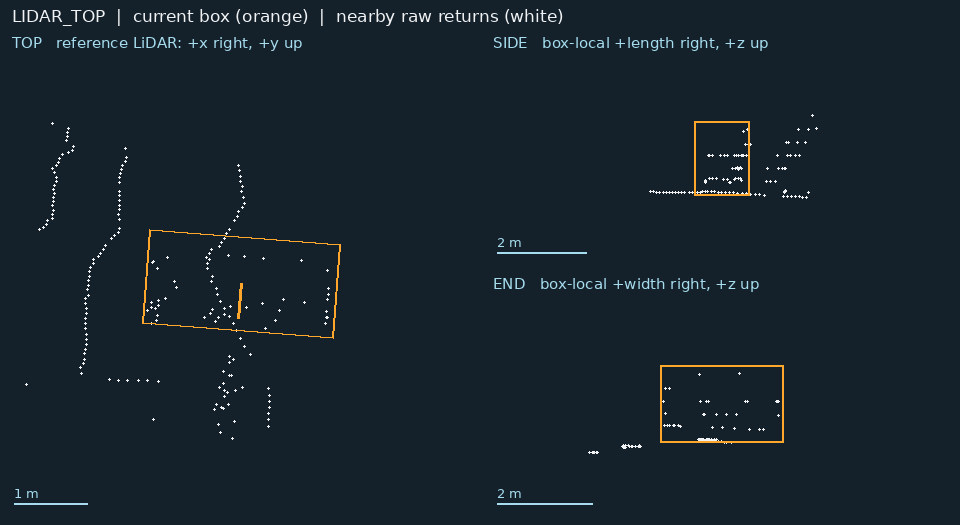 LIDAR_TOP  |  current box (orange)  |  nearby raw returns (white)
TOP   reference LiDAR: +x right, +y up
SIDE   box-local +length right, +z up
2 m
END   box-local +width right, +z up
1 m
2 m